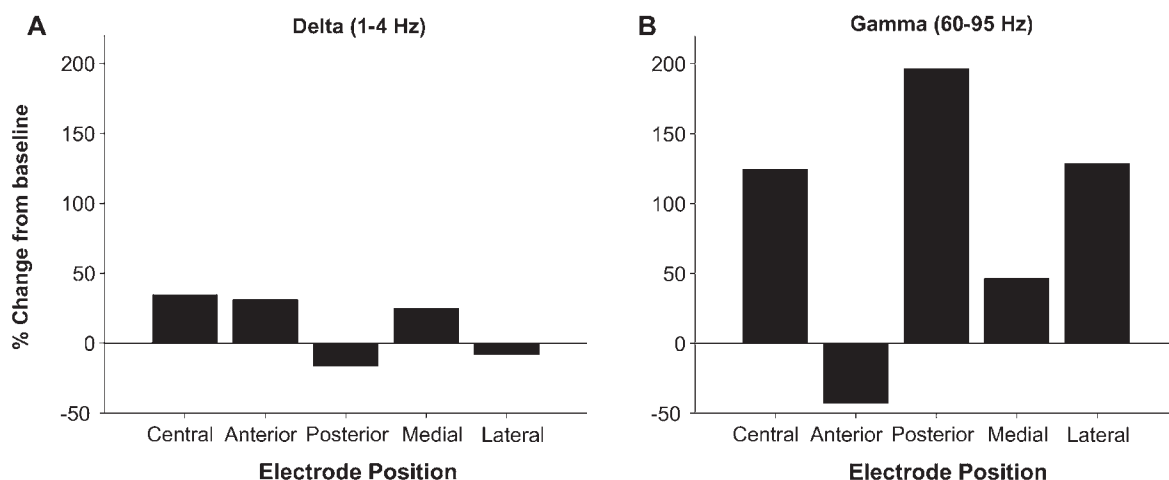 A
Delta (1-4 Hz)
% Change from baseline
200
150
100
50
0
-50
Central Anterior Posterior Medial Lateral
Electrode Position
B
Gamma (60-95 Hz)
200
150
100
50
0
-50
Central Anterior Posterior Medial Lateral
Electrode Position